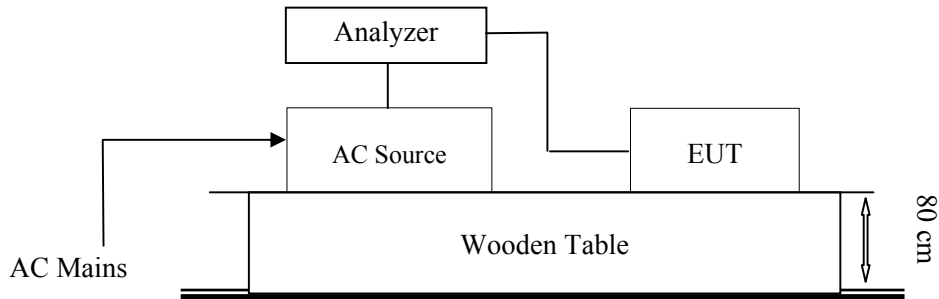 Analyzer
AC Source
EUT
80 cm
Wooden Table
AC Mains